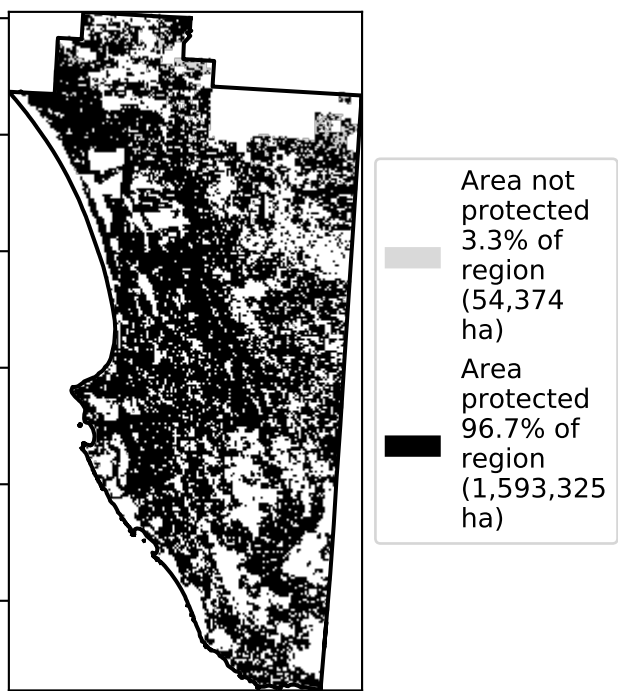 Area not
protected
3.3% of
region
(54,374
ha)
Area
protected
96.7% of
region
(1,593,325
ha)